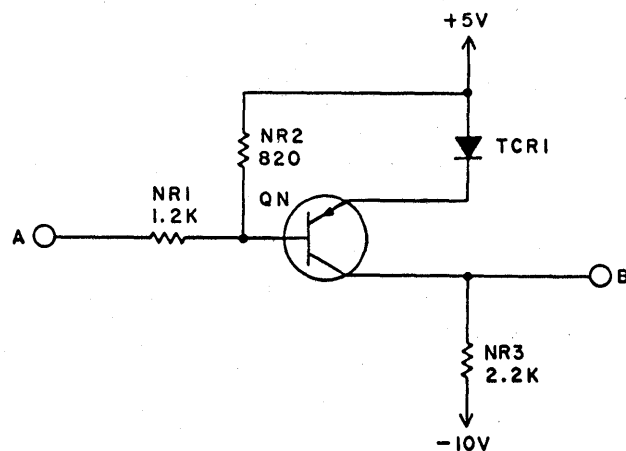 +5V
NR2
820
TCR1
NR1
1.2K
QN
A
B
NR3
2.2K
-10V